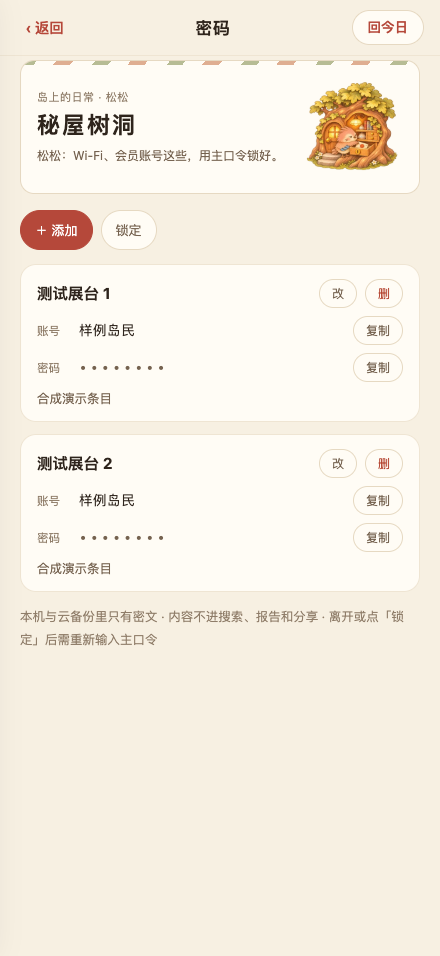 ‹ 返回
密码
回今日
岛上的日常 · 松松
秘屋树洞
松松：Wi-Fi、会员账号这些，用主口令锁好。
＋ 添加
锁定
测试展台 1
改
删
账号 样例岛民
复制
密码 • • • • • • • •
复制
合成演示条目
测试展台 2
改
删
账号 样例岛民
复制
密码 • • • • • • • •
复制
合成演示条目
本机与云备份里只有密文 · 内容不进搜索、报告和分享 · 离开或点「锁
定」后需重新输入主口令